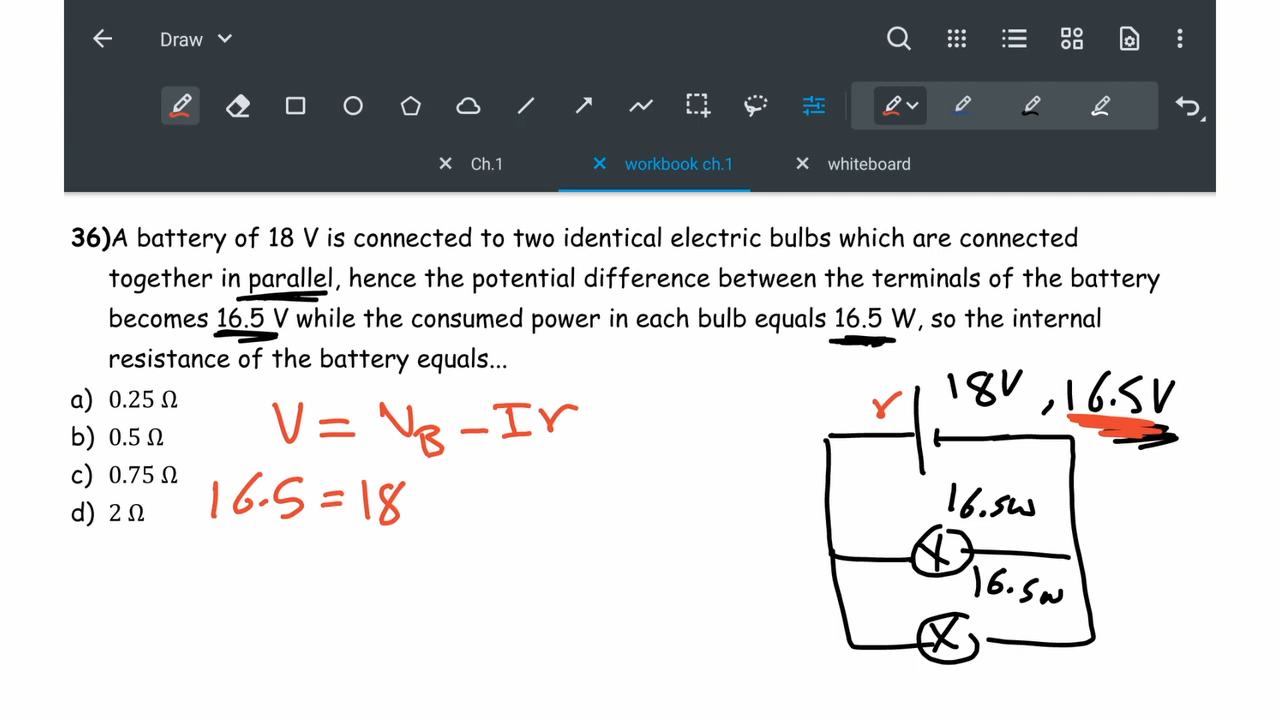 Draw
Ch.1
workbook ch.1
whiteboard
36)A battery of 18 V is connected to two identical electric bulbs which are connected
together in parallel, hence the potential difference between the terminals of the battery
becomes 16.5 V while the consumed power in each bulb equals 16.5 W, so the internal
resistance of the battery equals...
a) 0.25 Ω
b) 0.5 Ω
c) 0.75 Ω
d) 2 Ω
V = V_B - Ir
16.5 = 18
r
18V, 16.5V
16.5w
16.5w